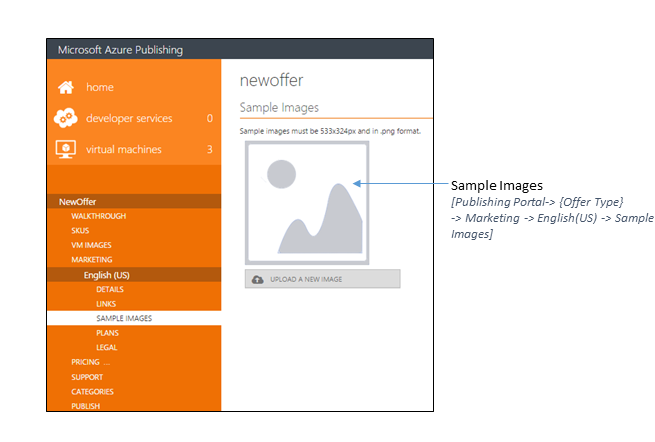 Microsoft Azure Publishing
home
developer services 0
virtual machines 3
NewOffer
WALKTHROUGH
SKUS
VM IMAGES
MARKETING
English (US)
DETAILS
LINKS
SAMPLE IMAGES
PLANS
LEGAL
PRICING ...
SUPPORT
CATEGORIES
PUBLISH
newoffer
Sample Images
Sample images must be 533x324px and in .png format.
UPLOAD A NEW IMAGE
Sample Images
[Publishing Portal-> {Offer Type}
-> Marketing -> English(US) -> Sample
Images]